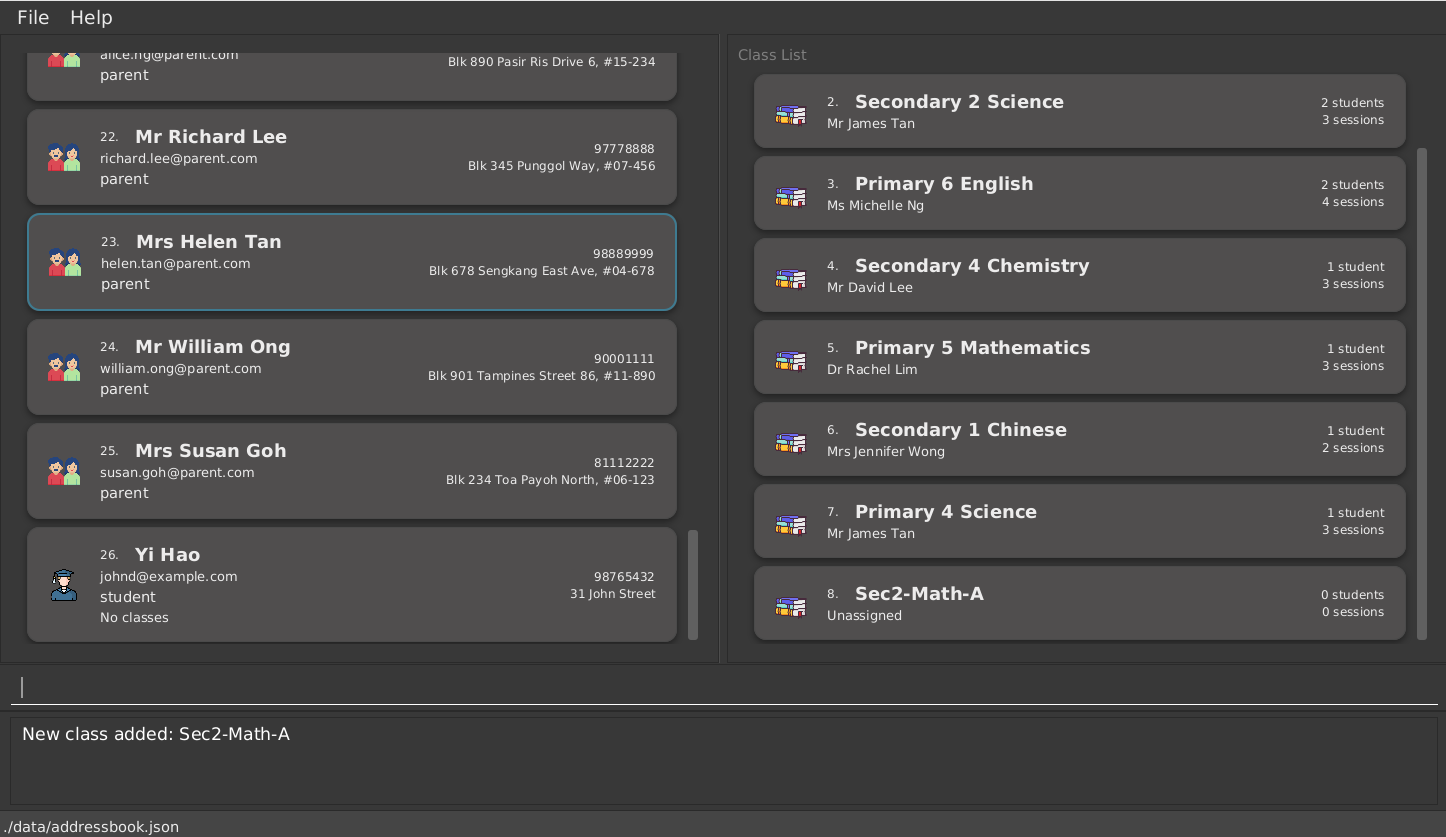 File Help
alice.ng@parent.com
Blk 890 Pasir Ris Drive 6, #15-234
parent
22. Mr Richard Lee
richard.lee@parent.com
97778888
Blk 345 Punggol Way, #07-456
parent
23. Mrs Helen Tan
helen.tan@parent.com
98889999
Blk 678 Sengkang East Ave, #04-678
parent
24. Mr William Ong
william.ong@parent.com
90001111
Blk 901 Tampines Street 86, #11-890
parent
25. Mrs Susan Goh
susan.goh@parent.com
81112222
Blk 234 Toa Payoh North, #06-123
parent
26. Yi Hao
johnd@example.com
98765432
student
31 John Street
No classes
Class List
2. Secondary 2 Science
2 students
Mr James Tan
3 sessions
3. Primary 6 English
2 students
Ms Michelle Ng
4 sessions
4. Secondary 4 Chemistry
1 student
Mr David Lee
3 sessions
5. Primary 5 Mathematics
1 student
Dr Rachel Lim
3 sessions
6. Secondary 1 Chinese
1 student
Mrs Jennifer Wong
2 sessions
7. Primary 4 Science
1 student
Mr James Tan
3 sessions
8. Sec2-Math-A
0 students
Unassigned
0 sessions
New class added: Sec2-Math-A
./data/addressbook.json